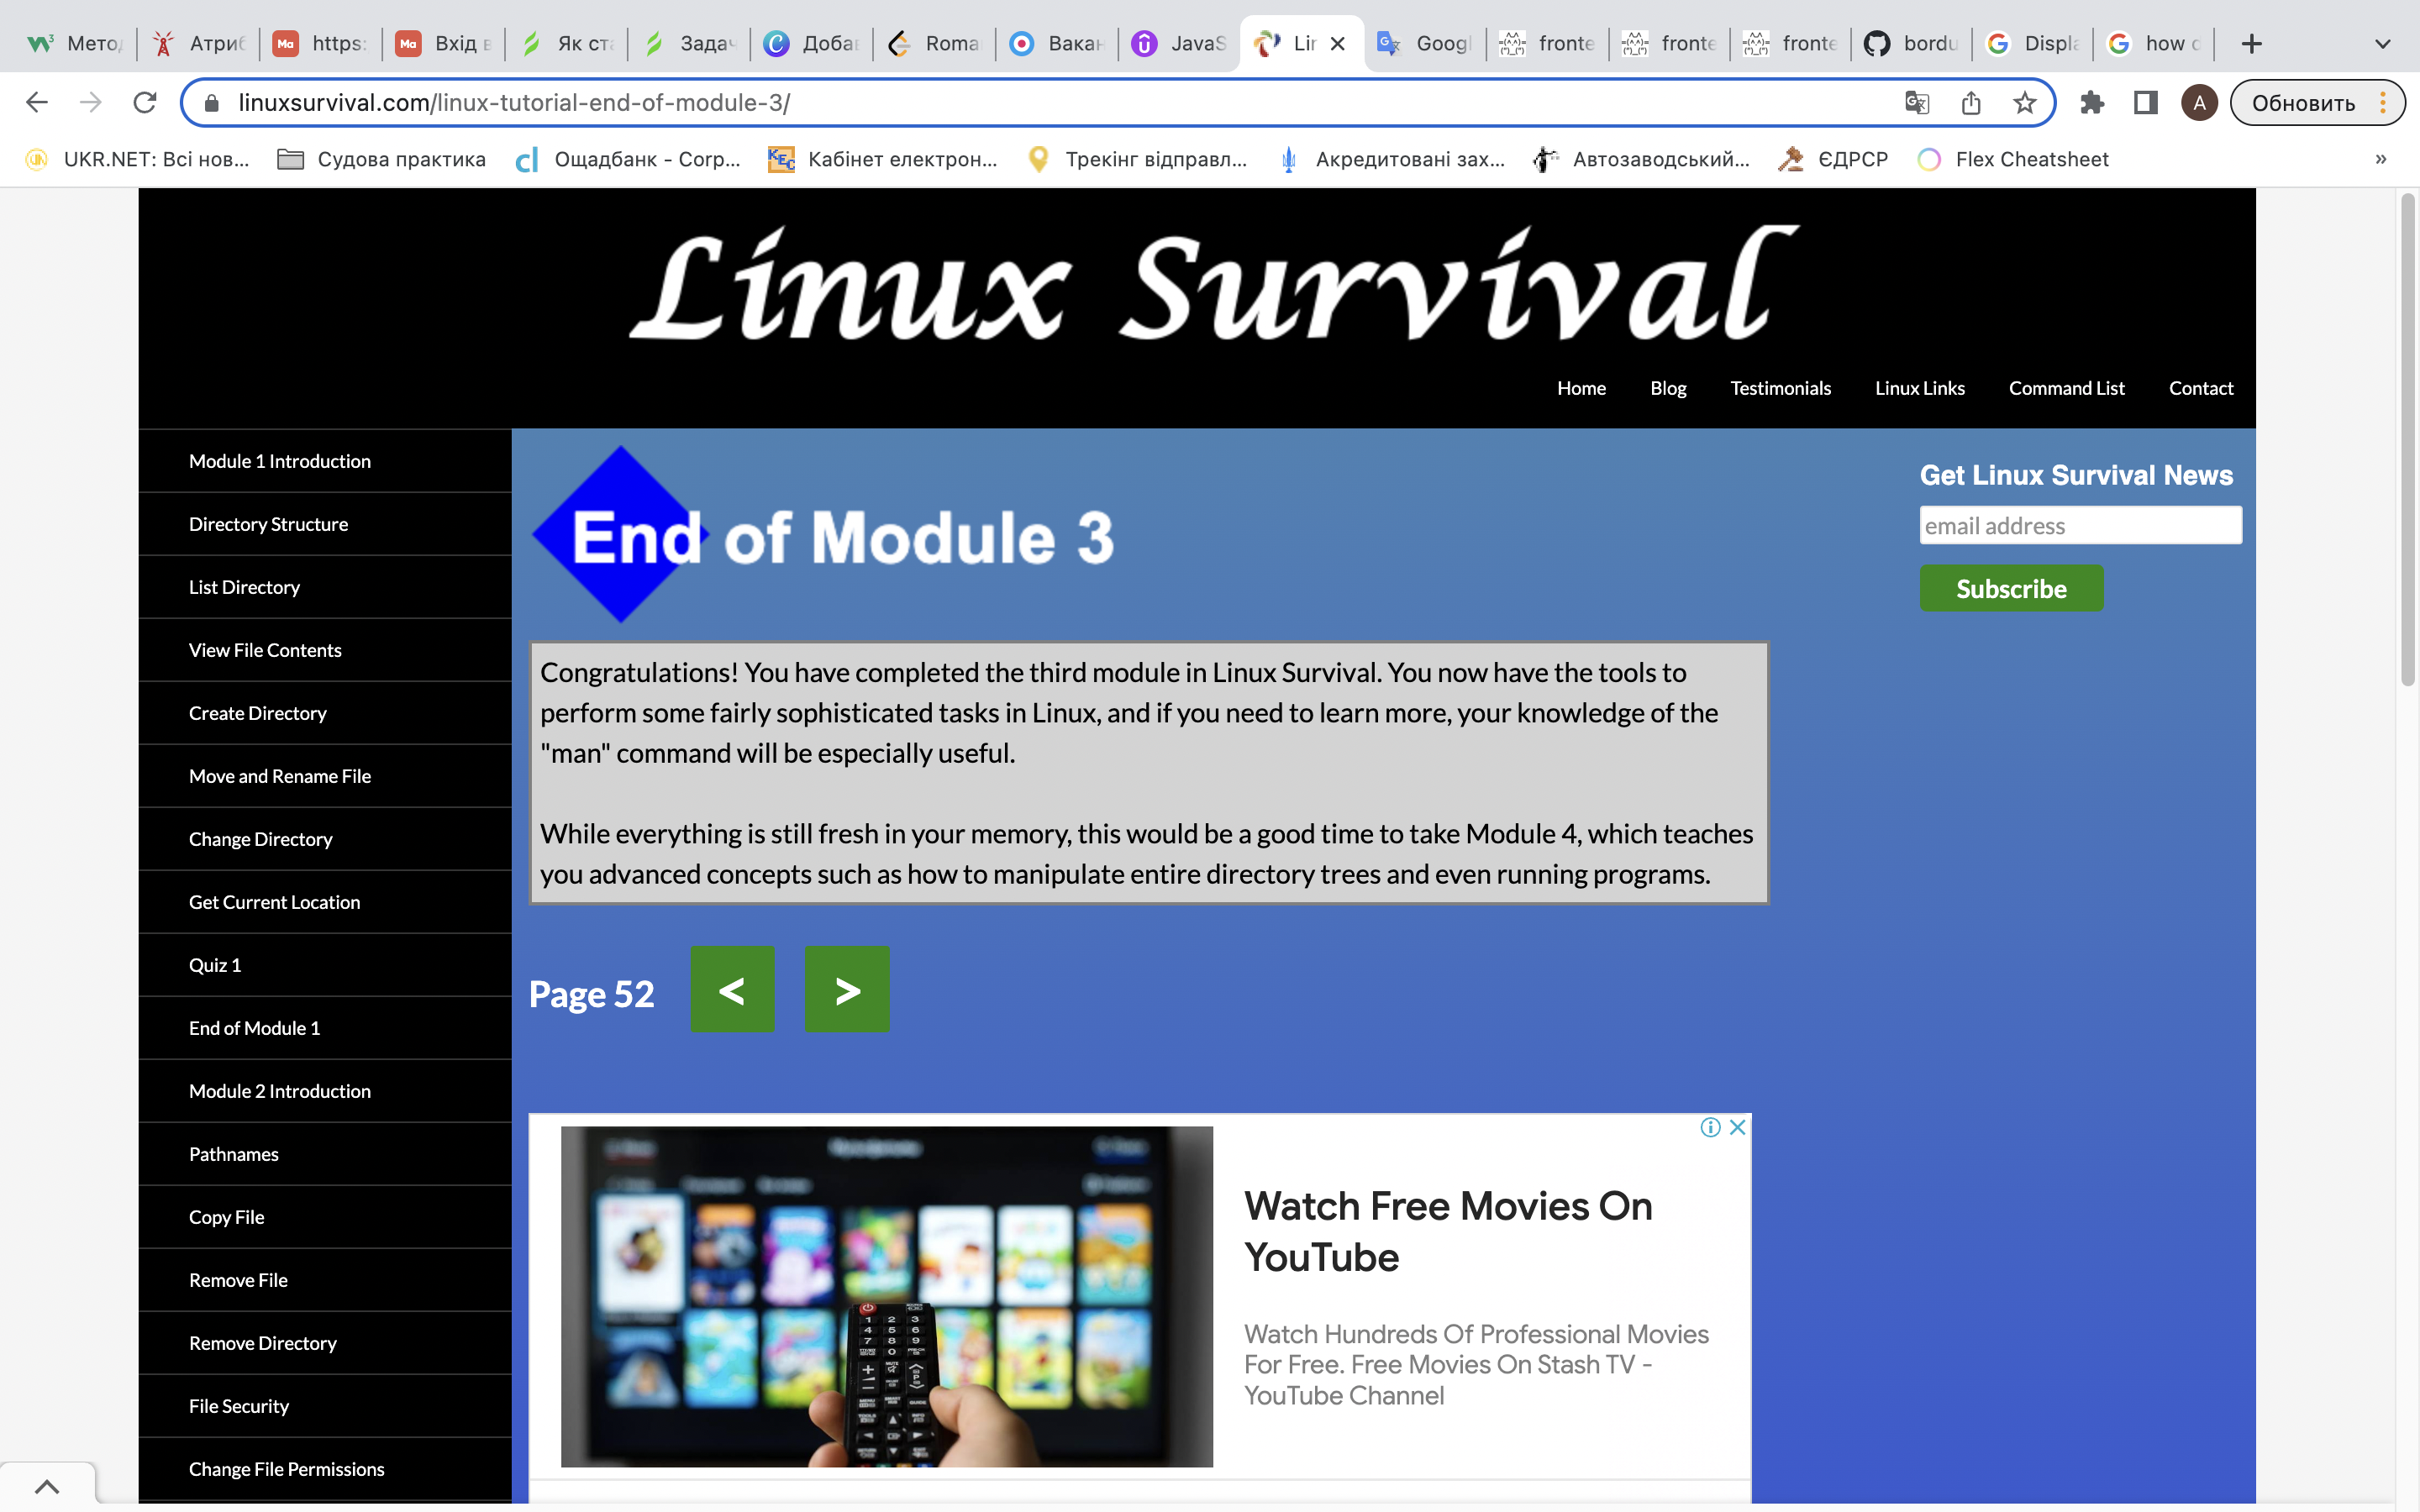 Мето
Атриб
https:
Вхід в
Як ст
Задач
Доба
Roma
Вакан
JavaS
Lir
Googl
fronte
fronte
fronte
bordu
Displa
how
linuxsurvival.com/linux-tutorial-end-of-module-3/
A
Обновить
UKR.NET: Всі нов...
Судова практика
Ощадбанк - Corp...
Кабінет електрон...
Трекінг відправл...
Акредитовані зах...
Автозаводський...
ЄДРСР
Flex Cheatsheet
»
Linux Survival
Home
Blog
Testimonials
Linux Links
Command List
Contact
Module 1 Introduction
Directory Structure
List Directory
View File Contents
Create Directory
Move and Rename File
Change Directory
Get Current Location
Quiz 1
End of Module 1
Module 2 Introduction
Pathnames
Copy File
Remove File
Remove Directory
File Security
Change File Permissions
End of Module 3
Congratulations! You have completed the third module in Linux Survival. You now have the tools to
perform some fairly sophisticated tasks in Linux, and if you need to learn more, your knowledge of the
"man" command will be especially useful.
While everything is still fresh in your memory, this would be a good time to take Module 4, which teaches
you advanced concepts such as how to manipulate entire directory trees and even running programs.
Page 52
<
>
Get Linux Survival News
email address
Subscribe
Watch Free Movies On
YouTube
Watch Hundreds Of Professional Movies
For Free. Free Movies On Stash TV -
YouTube Channel